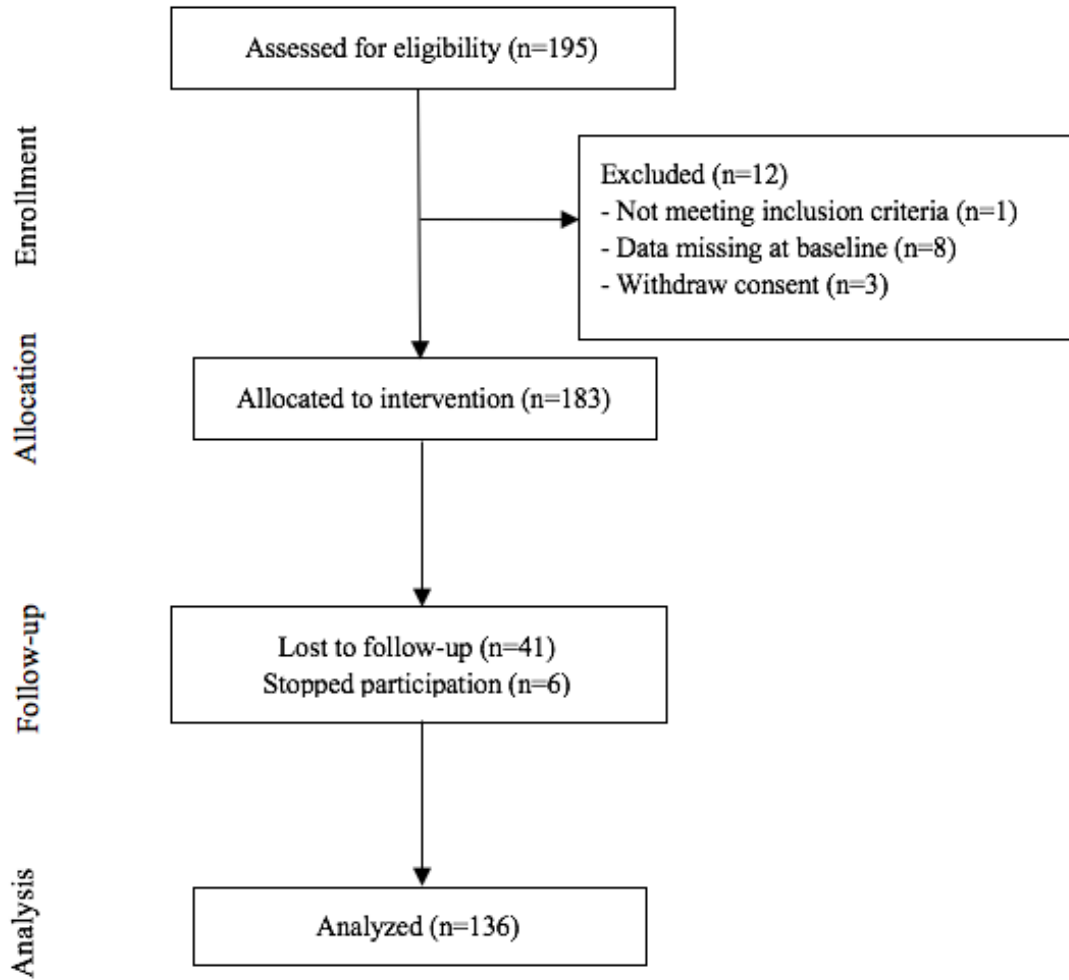 Assessed for eligibility (n=195)
Enrollment
Excluded (n=12)
- Not meeting inclusion criteria (n=1)
- Data missing at baseline (n=8)
- Withdraw consent (n=3)
Allocation
Allocated to intervention (n=183)
Follow-up
Lost to follow-up (n=41)
Stopped participation (n=6)
Analysis
Analyzed (n=136)